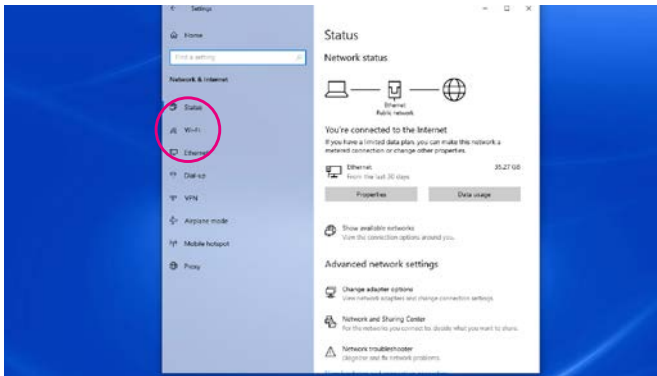 Settings
Home
Find a setting
Network & Internet
Status
Wi-Fi
Ethernet
Dial-up
VPN
Airplane mode
Mobile hotspot
Proxy
Status
Network status
Ethernet
Public network
You're connected to the Internet
If you have a limited data plan, you can make this network a
metered connection or change other properties.
Ethernet
35.27 GB
From the last 30 days
Properties
Data usage
Show available networks
View the connection options around you.
Advanced network settings
Change adapter options
View network adapters and change connection settings.
Network and Sharing Center
For the networks you connect to, decide what you want to share.
Network troubleshooter
Diagnose and fix network problems.